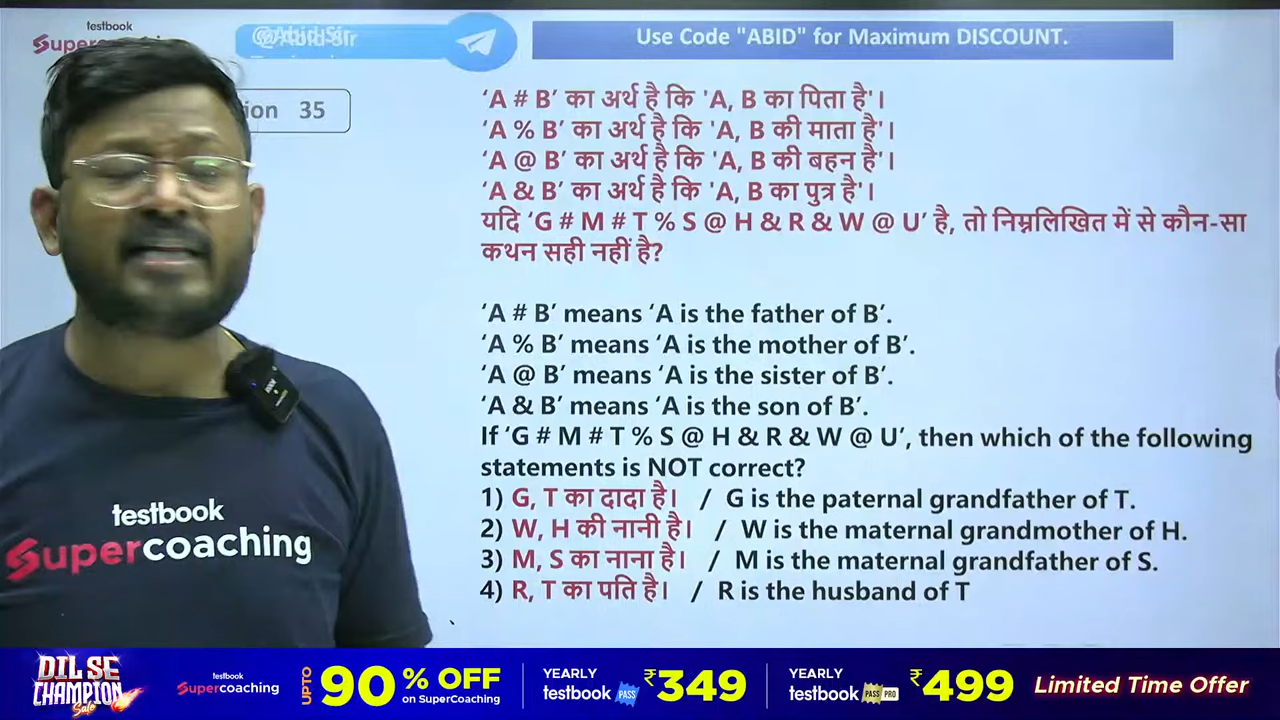 testbook
@Abid Sir
Use Code "ABID" for Maximum DISCOUNT.
35
‘A # B’ का अर्थ है कि 'A, B का पिता है'।
‘A % B’ का अर्थ है कि 'A, B की माता है'।
‘A @ B’ का अर्थ है कि 'A, B की बहन है'।
‘A & B’ का अर्थ है कि 'A, B का पुत्र है'।
यदि ‘G # M # T % S @ H & R & W @ U’ है, तो निम्नलिखित में से कौन-सा
कथन सही नहीं है?
‘A # B’ means ‘A is the father of B’.
‘A % B’ means ‘A is the mother of B’.
‘A @ B’ means ‘A is the sister of B’.
‘A & B’ means ‘A is the son of B’.
If ‘G # M # T % S @ H & R & W @ U’, then which of the following
statements is NOT correct?
1) G, T का दादा है। / G is the paternal grandfather of T.
2) W, H की नानी है। / W is the maternal grandmother of H.
3) M, S का नाना है। / M is the maternal grandfather of S.
4) R, T का पति है। / R is the husband of T
testbook
Supercoaching
DIL SE
CHAMPION
Sale
testbook
Supercoaching
UPTO 90% OFF
on SuperCoaching
YEARLY
testbook PASS
₹349
YEARLY
testbook PASS PRO
₹499
Limited Time Offer